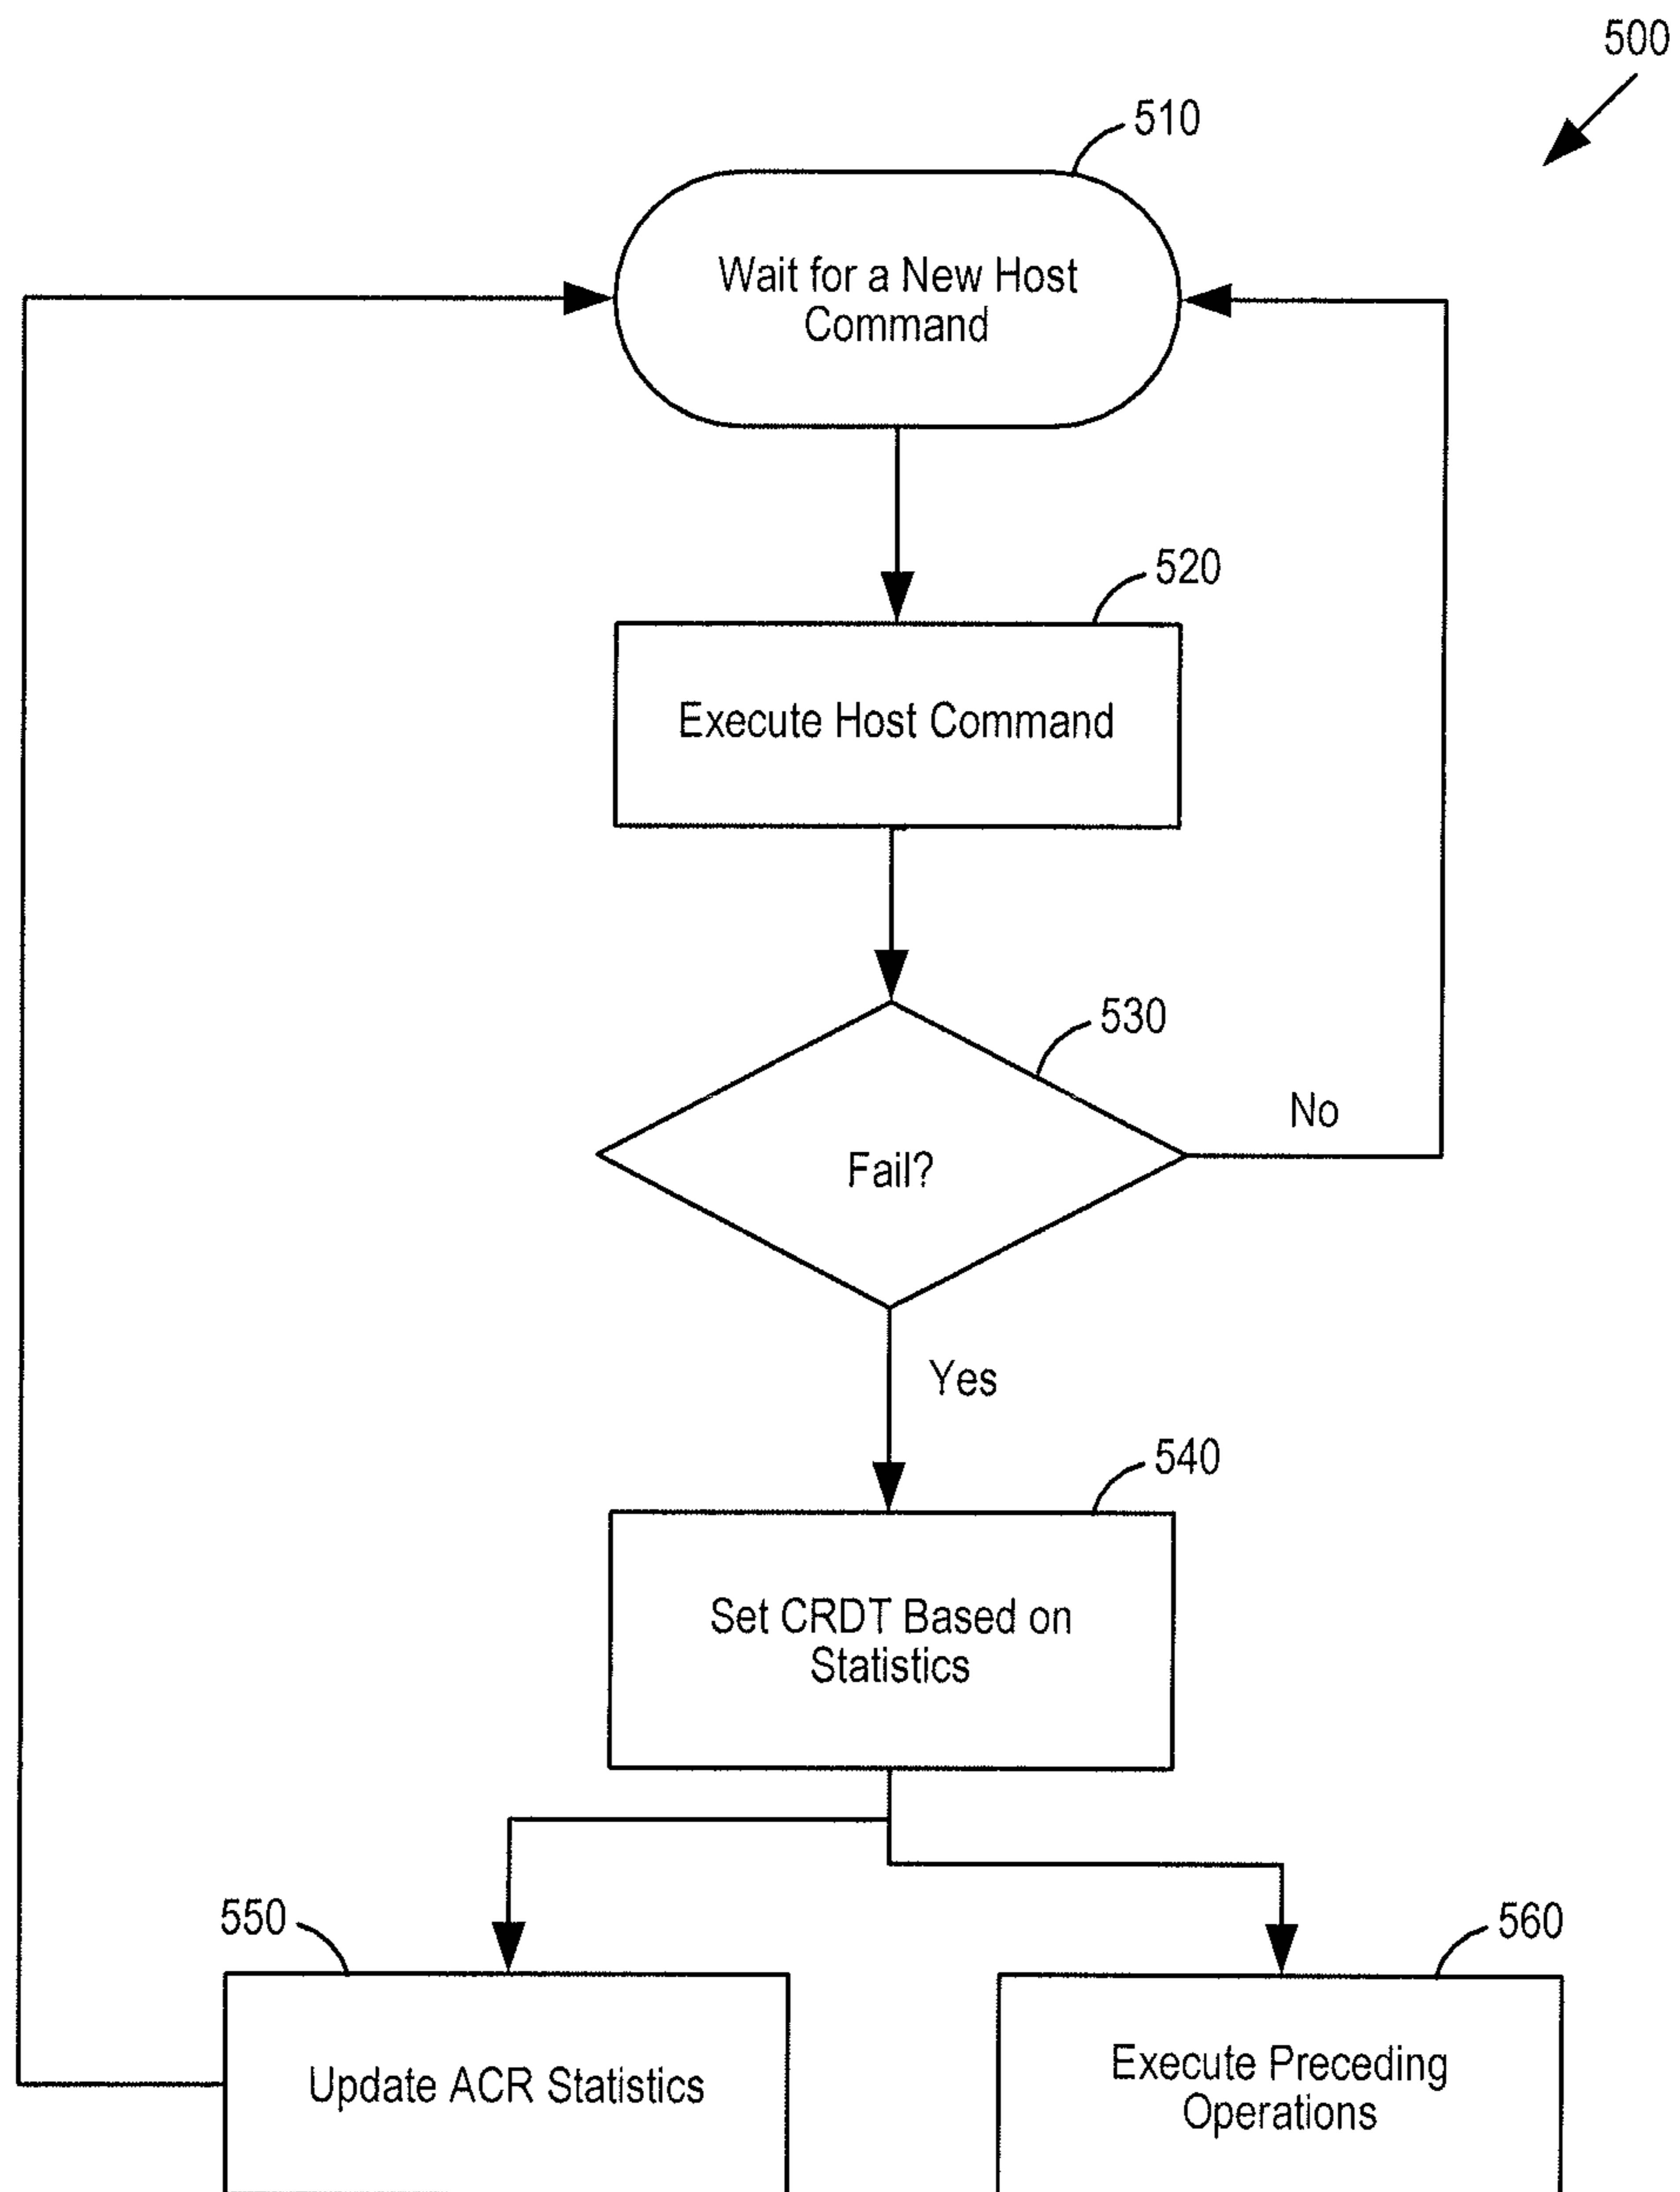 500
510
Wait for a New Host
Command
520
Execute Host Command
530
Fail?
No
Yes
540
Set CRDT Based on
Statistics
550
Update ACR Statistics
560
Execute Preceding
Operations